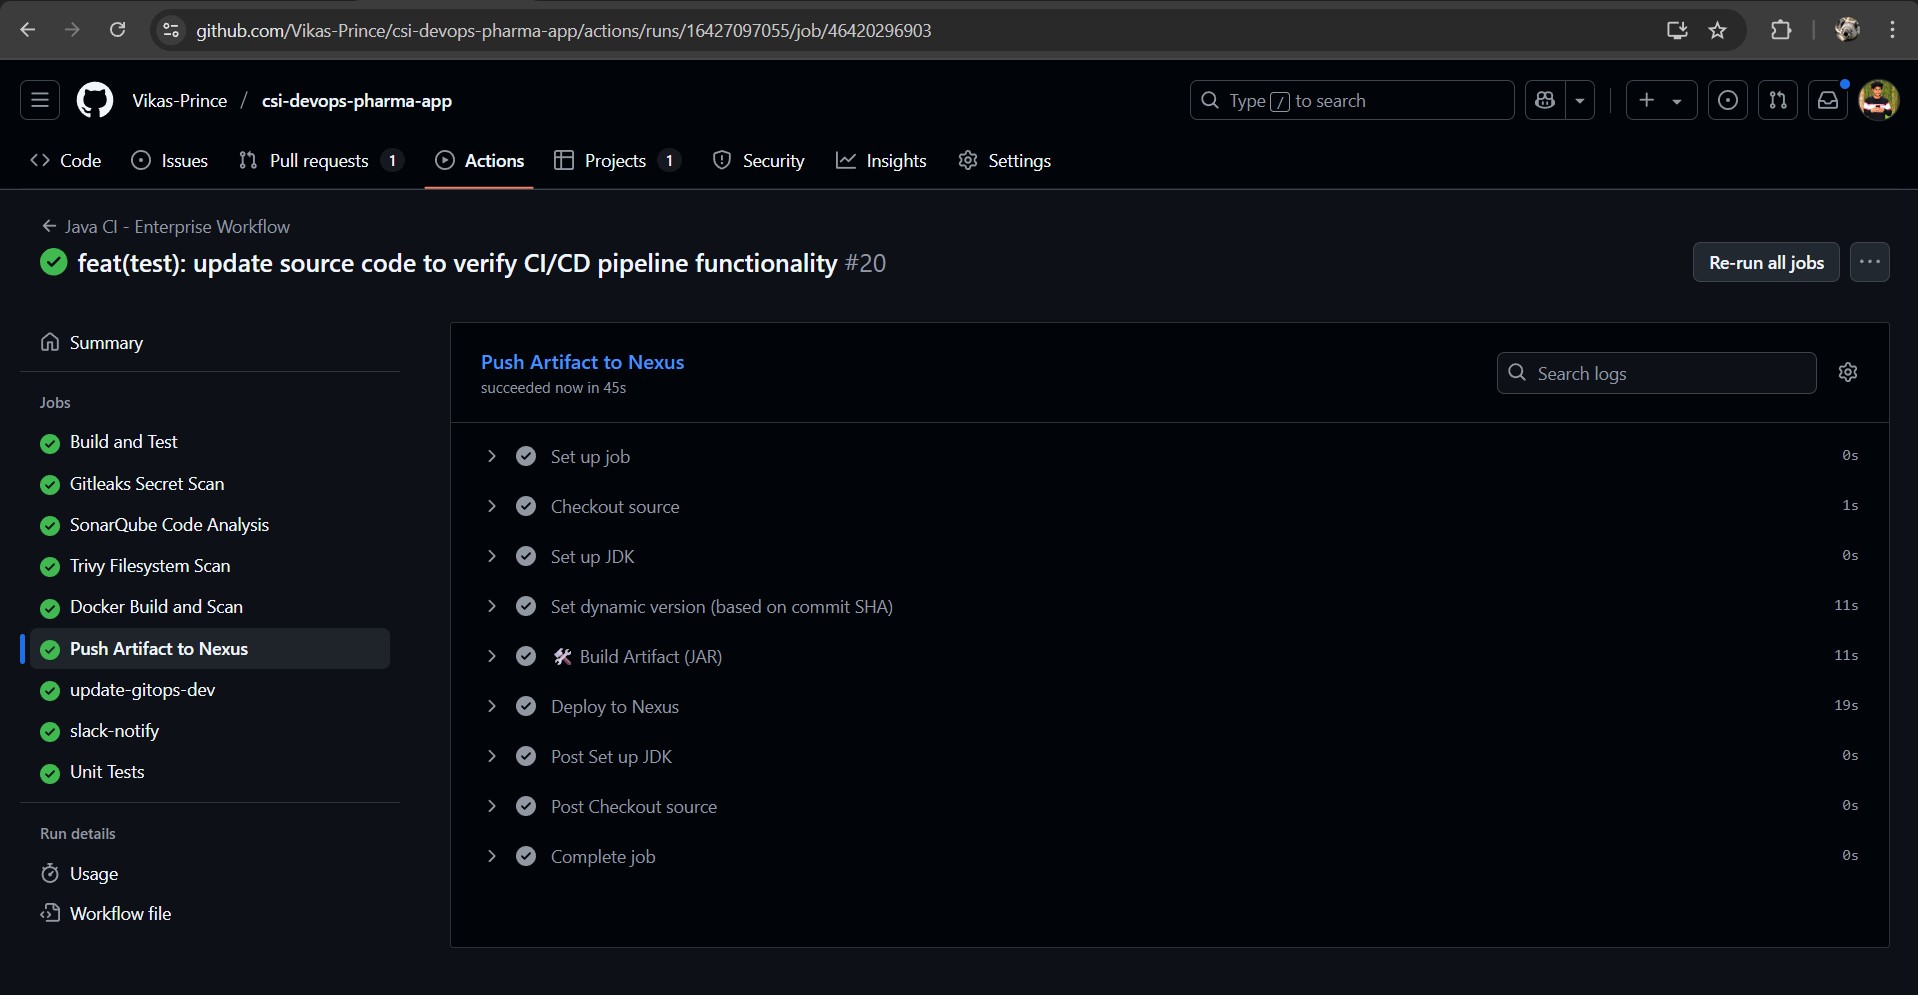 github.com/Vikas-Prince/csi-devops-pharma-app/actions/runs/16427097055/job/46420296903
Vikas-Prince / csi-devops-pharma-app
Type / to search
Code
Issues
Pull requests 1
Actions
Projects 1
Security
Insights
Settings
Java CI - Enterprise Workflow
feat(test): update source code to verify CI/CD pipeline functionality #20
Re-run all jobs
Summary
Jobs
Build and Test
Gitleaks Secret Scan
SonarQube Code Analysis
Trivy Filesystem Scan
Docker Build and Scan
Push Artifact to Nexus
update-gitops-dev
slack-notify
Unit Tests
Run details
Usage
Workflow file
Push Artifact to Nexus
succeeded now in 45s
Search logs
Set up job 0s
Checkout source 1s
Set up JDK 0s
Set dynamic version (based on commit SHA) 11s
🛠 Build Artifact (JAR) 11s
Deploy to Nexus 19s
Post Set up JDK 0s
Post Checkout source 0s
Complete job 0s